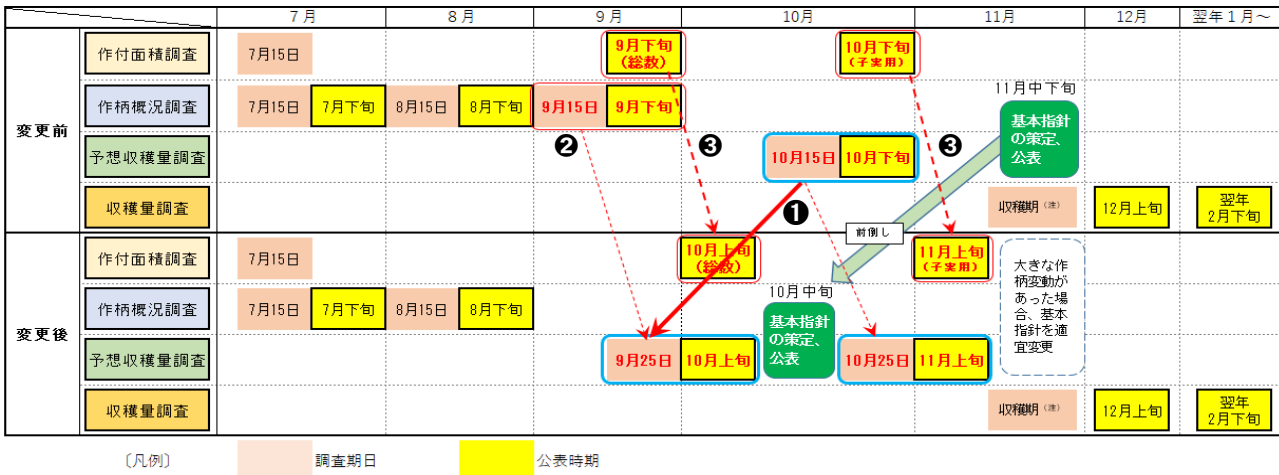 7月 8月 9月 10月 11月 12月 翌年1月～
変更前
作付面積調査 7月15日 9月下旬 10月下旬
(総数) (子実用)
11月中下旬
作柄概況調査 7月15日 7月下旬 8月15日 8月下旬 9月15日 9月下旬
基本指針
の策定、
公表
❷ ❸ ❸
予想収穫量調査 10月15日 10月下旬
収穫量調査 収穫期(注) 12月上旬 翌年
2月下旬
❶
前倒し
変更後
作付面積調査 7月15日 10月上旬 11月上旬
(総数) (子実用)
大きな作
柄変動が
あった場
合、基本
指針を適
宜変更
10月中旬
作柄概況調査 7月15日 7月下旬 8月15日 8月下旬
基本指針
の策定、
公表
予想収穫量調査 9月25日 10月上旬 10月25日 11月上旬
収穫量調査 収穫期(注) 12月上旬 翌年
2月下旬
〔凡例〕 調査期日 公表時期